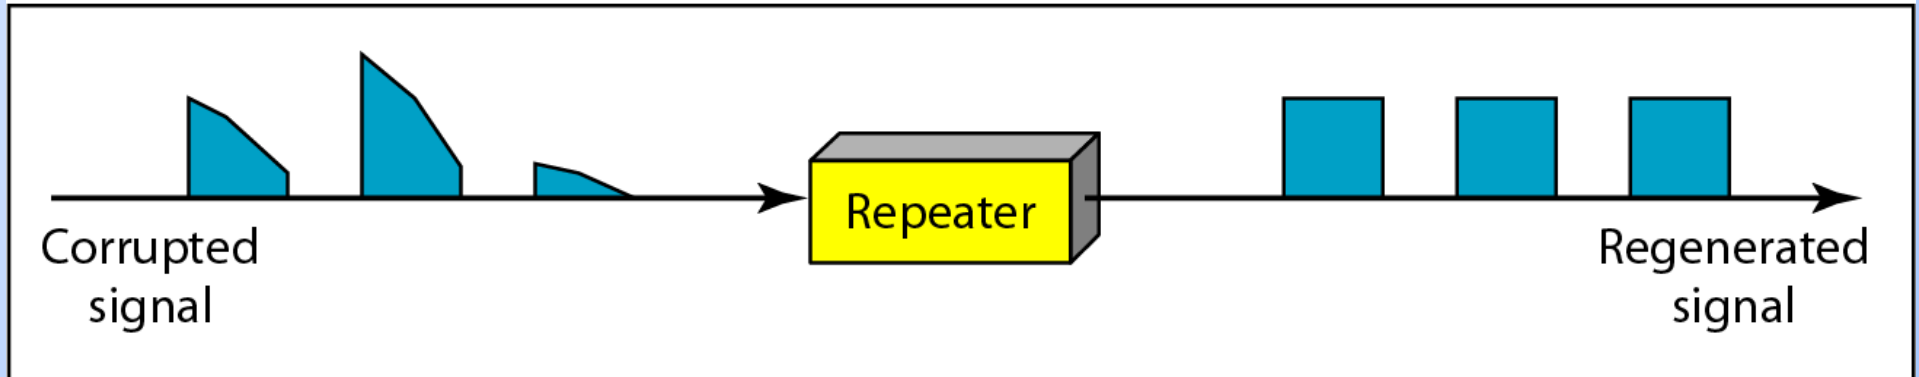 Repeater
Corrupted
signal
Regenerated
signal